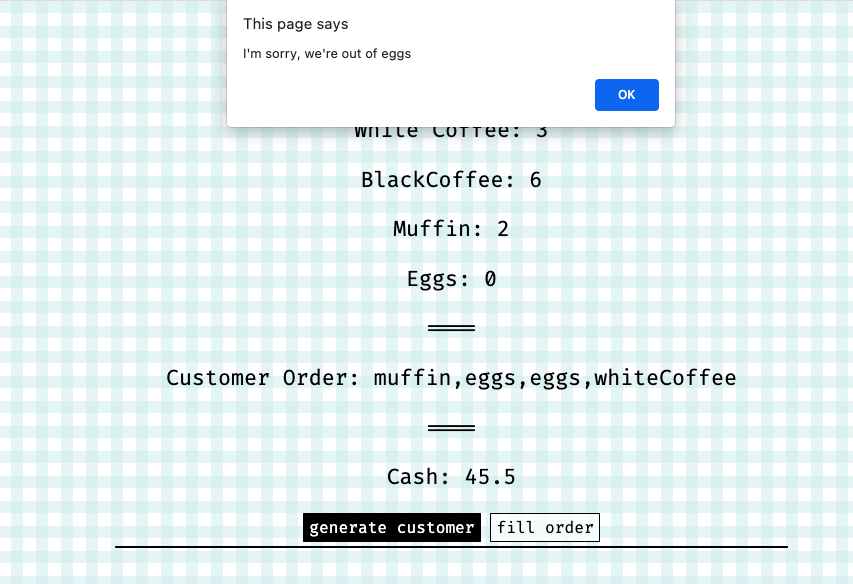 This page says
I'm sorry, we're out of eggs
OK
White Coffee: 3
BlackCoffee: 6
Muffin: 2
Eggs: 0
Customer Order: muffin,eggs,eggs,whiteCoffee
Cash: 45.5
generate customer fill order